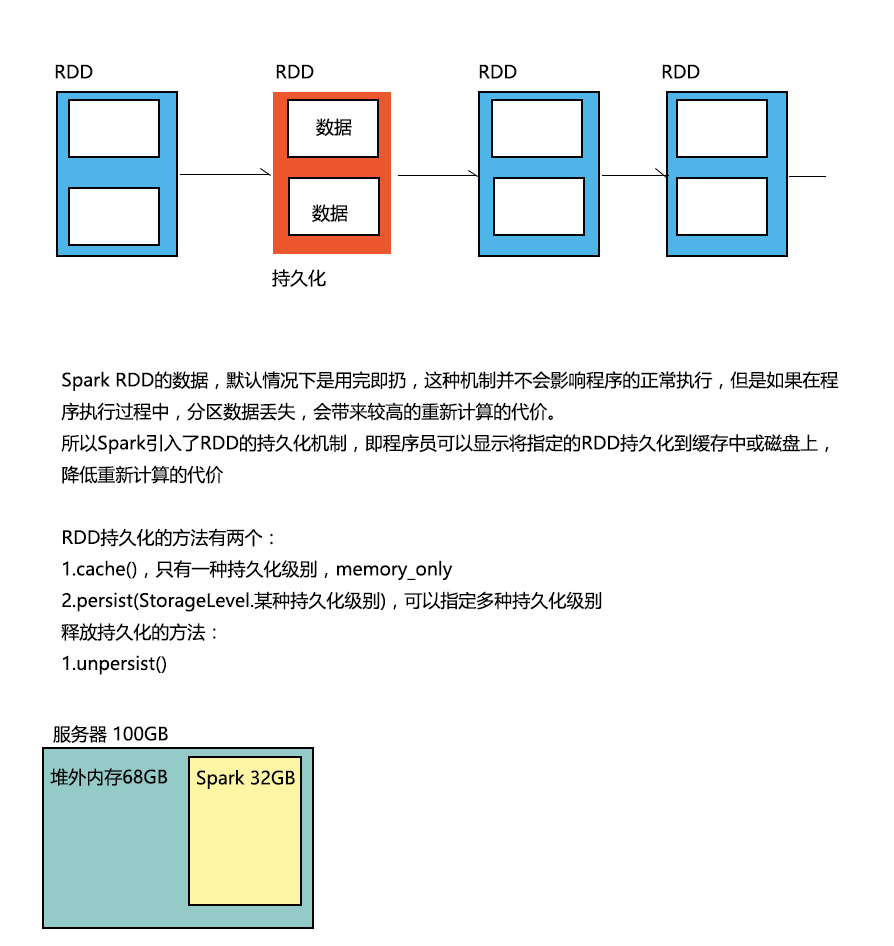 RDD RDD RDD RDD
数据
数据
持久化
Spark RDD的数据，默认情况下是用完即扔，这种机制并不会影响程序的正常执行，但是如果在程
序执行过程中，分区数据丢失，会带来较高的重新计算的代价。
所以Spark引入了RDD的持久化机制，即程序员可以显示将指定的RDD持久化到缓存中或磁盘上，
降低重新计算的代价
RDD持久化的方法有两个：
1.cache()，只有一种持久化级别，memory_only
2.persist(StorageLevel.某种持久化级别)，可以指定多种持久化级别
释放持久化的方法：
1.unpersist()
服务器 100GB
堆外内存68GB Spark 32GB